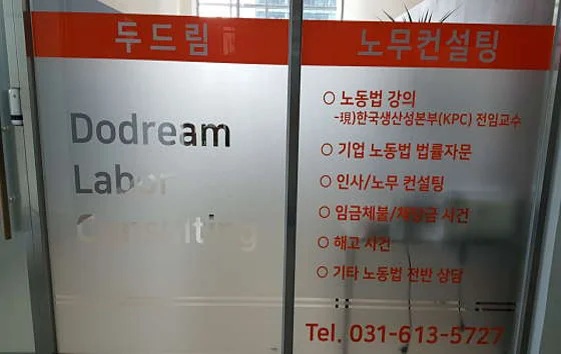 두드림
노무컨설팅
Dodream
Labor
Consulting
○ 노동법 강의
-現)한국생산성본부(KPC) 전임교수
○ 기업 노동법 법률자문
○ 인사/노무 컨설팅
○ 임금체불/체당금 사건
○ 해고 사건
○ 기타 노동법 전반 상담
Tel. 031-613-5727